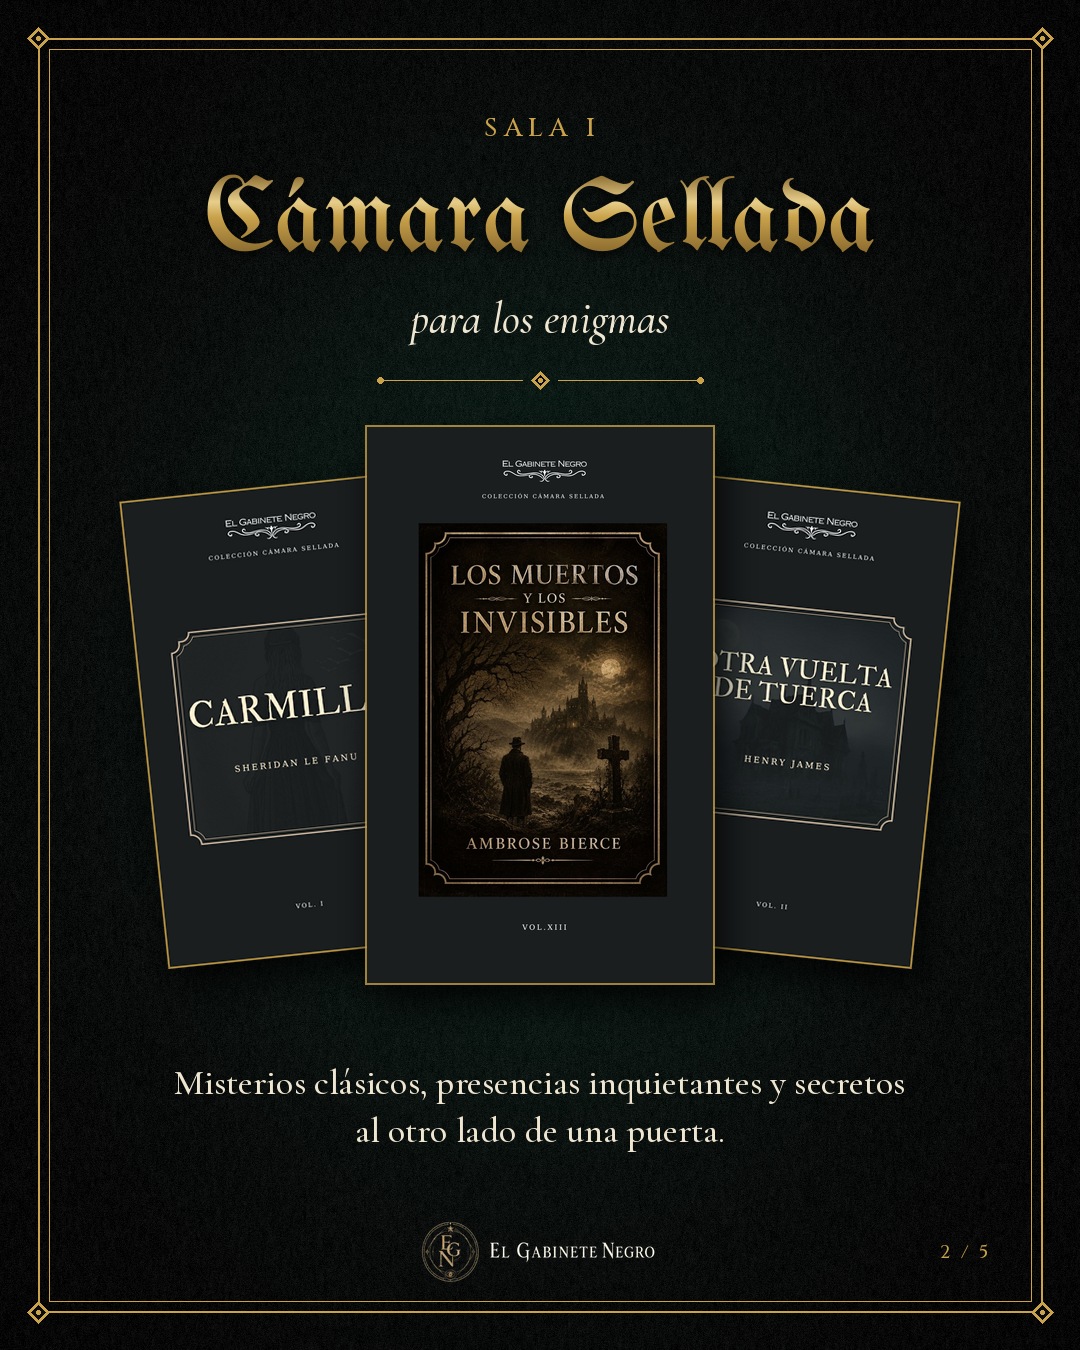 SALA I
Cámara Sellada
para los enigmas
EL GABINETE NEGRO
COLECCIÓN CÁMARA SELLADA
CARMILL
SHERIDAN LE FANU
VOL. I
EL GABINETE NEGRO
COLECCIÓN CÁMARA SELLADA
LOS MUERTOS
Y LOS
INVISIBLES
AMBROSE BIERCE
VOL.XIII
EL GABINETE NEGRO
COLECCIÓN CÁMARA SELLADA
OTRA VUELTA
DE TUERCA
HENRY JAMES
VOL. II
Misterios clásicos, presencias inquietantes y secretos
al otro lado de una puerta.
EGN
EL GABINETE NEGRO
2 / 5